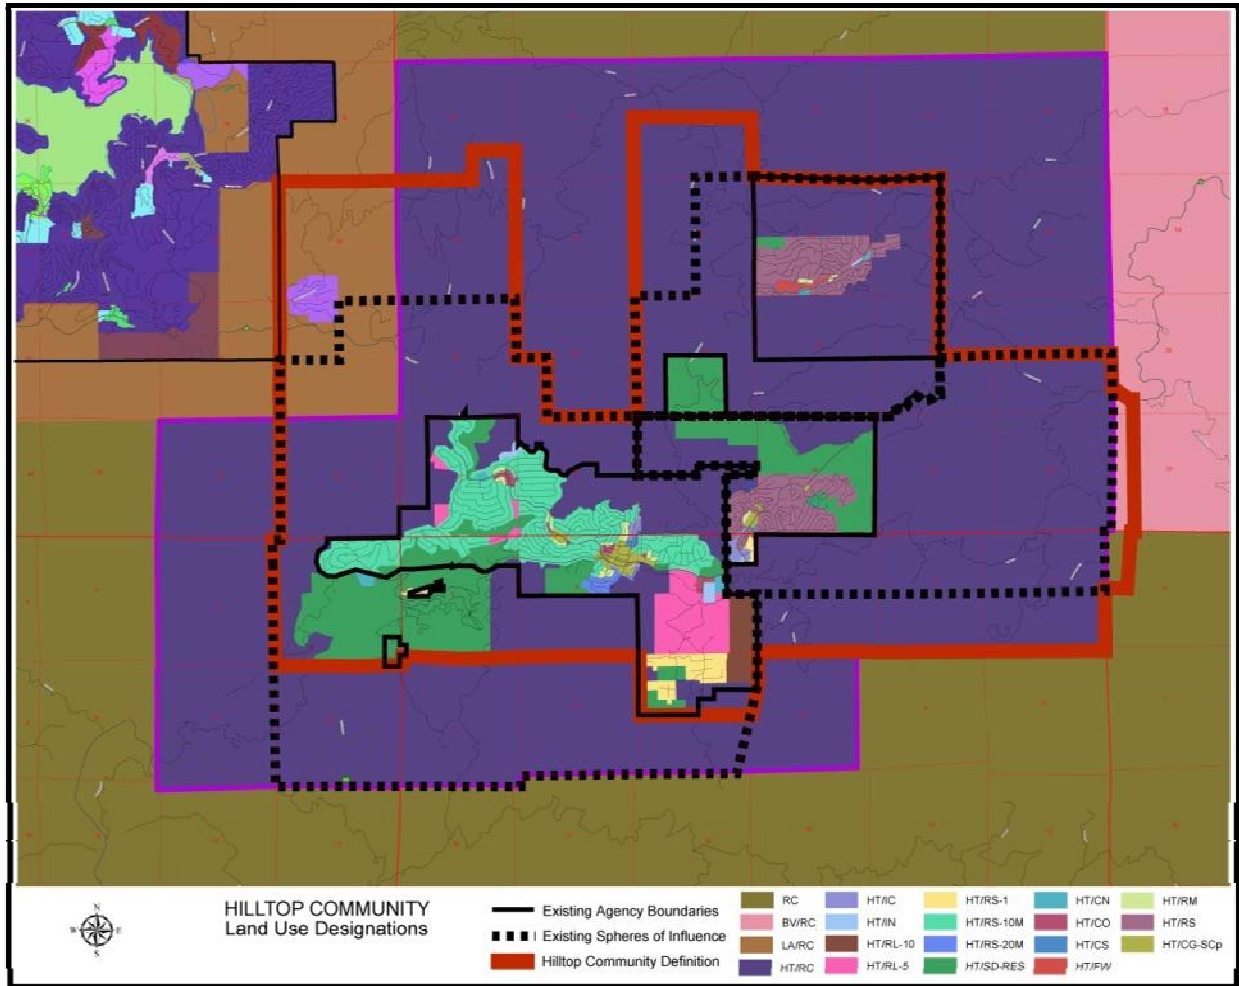 N
W E
S
HILLTOP COMMUNITY
Land Use Designations
Existing Agency Boundaries
Existing Spheres of Influence
Hilltop Community Definition
RC
BV/RC
LA/RC
HT/RC
HT/IC
HT/IN
HT/RL-10
HT/RL-5
HT/RS-1
HT/RS-10M
HT/RS-20M
HT/SD-RES
HT/CN
HT/CO
HT/CS
HT/FW
HT/RM
HT/RS
HT/CG-SCp